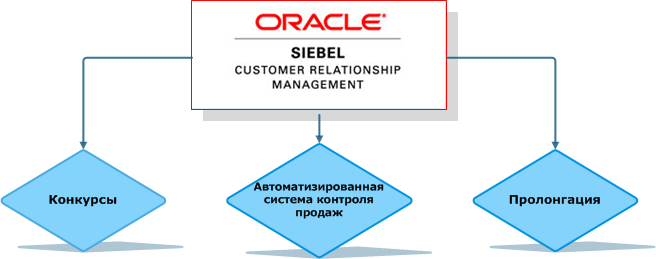 ORACLE®
SIEBEL
CUSTOMER RELATIONSHIP
MANAGEMENT
Конкурсы
Автоматизированная
система контроля
продаж
Пролонгация